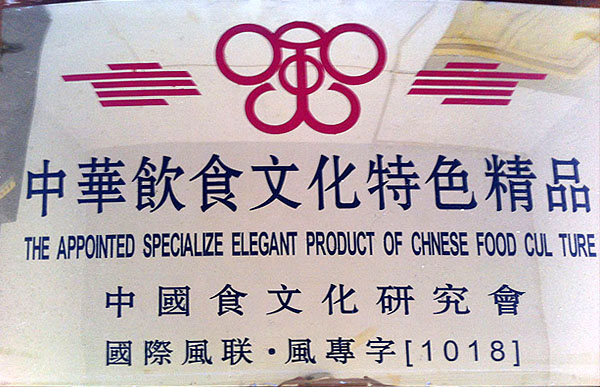 中華飲食文化特色精品
THE APPOINTED SPECIALIZE ELEGANT PRODUCT OF CHNESE FOOD CUL TURE
中國食文化研究會
國際風联·風專字[1018]